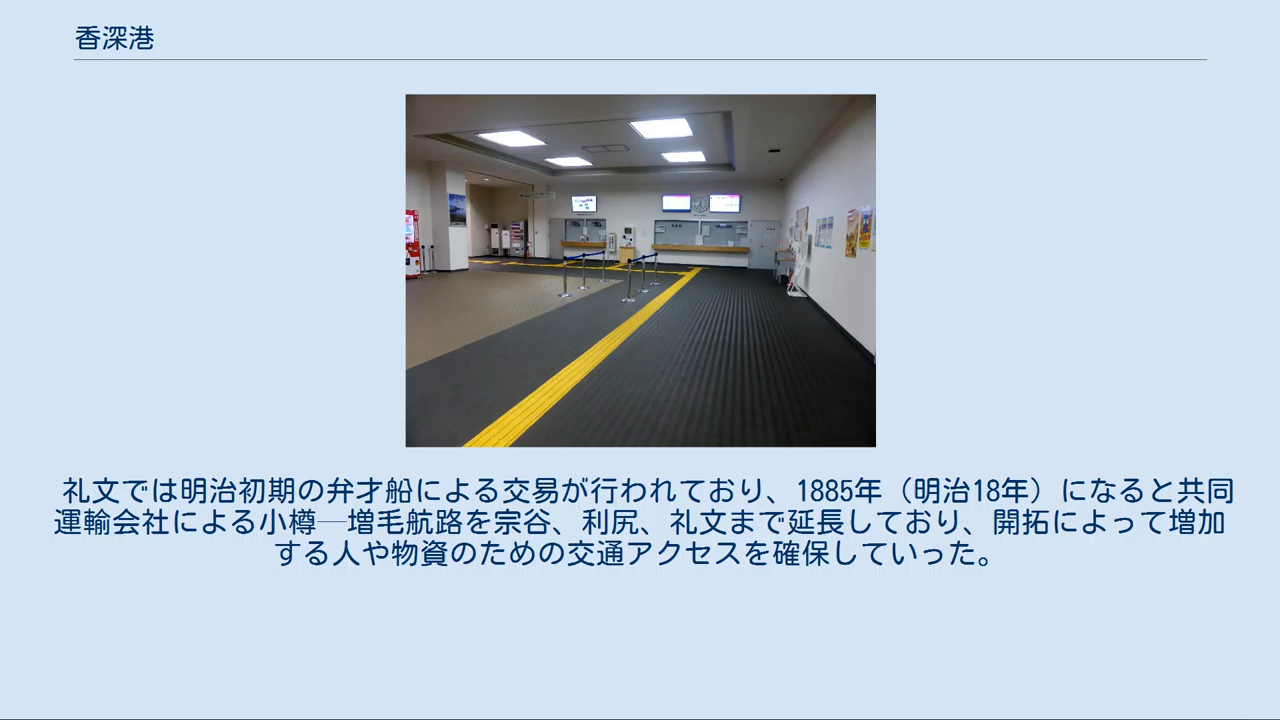 香深港
礼文では明治初期の弁才船による交易が行われており、1885年（明治18年）になると共同
運輸会社による小樽─増毛航路を宗谷、利尻、礼文まで延長しており、開拓によって増加
する人や物資のための交通アクセスを確保していった。